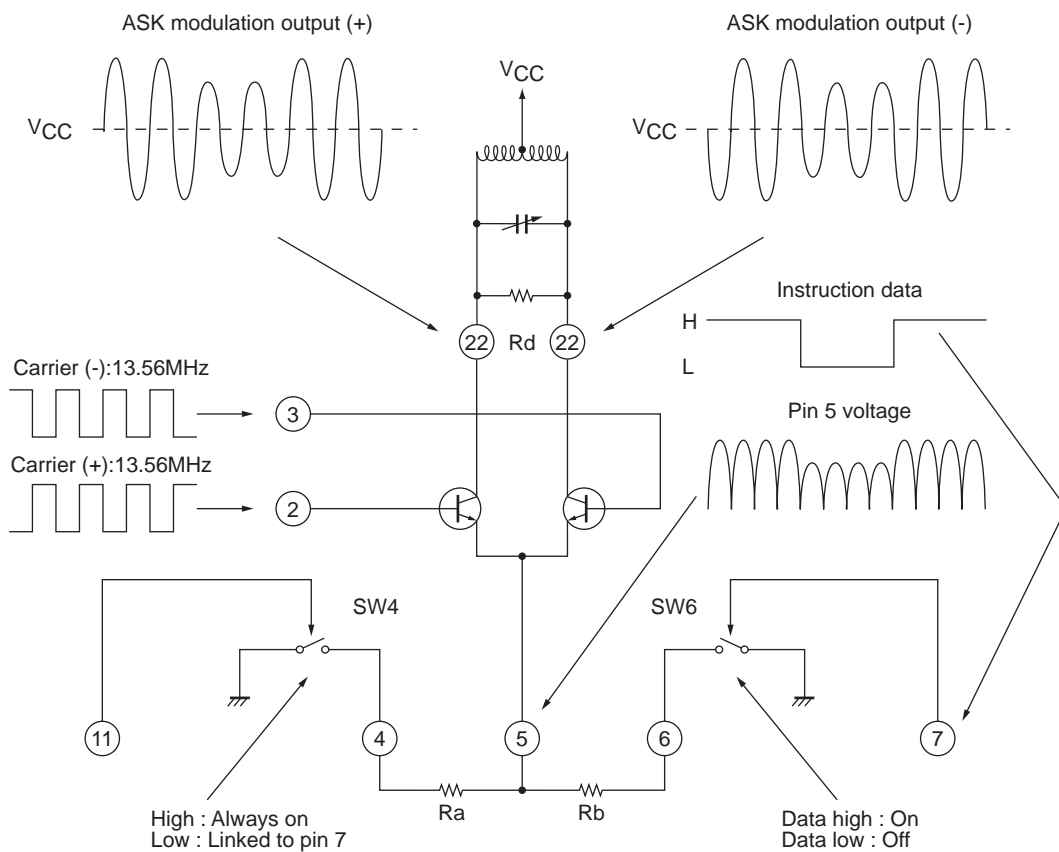 ASK modulation output (+)
ASK modulation output (-)
VCC
VCC
VCC
Instruction data
22
Rd
22
H
L
Carrier (-):13.56MHz
3
Pin 5 voltage
Carrier (+):13.56MHz
2
SW4
SW6
11
4
5
6
7
Ra
Rb
High : Always on
Low : Linked to pin 7
Data high : On
Data low : Off